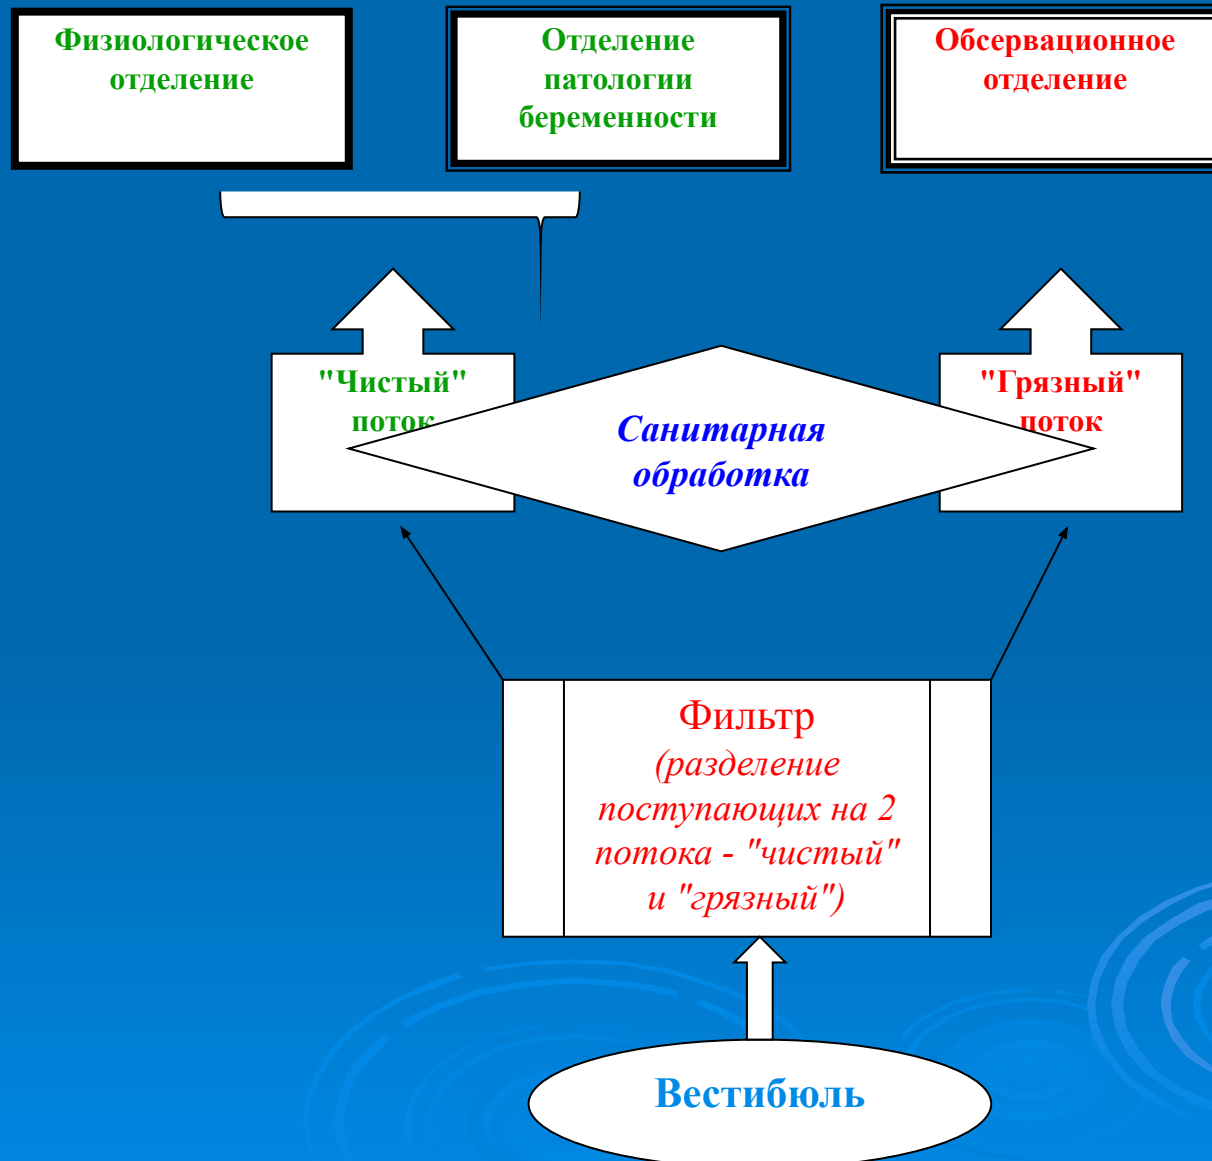 Физиологическое
отделение
Отделение
патологии
беременности
Обсервационное
отделение
"Чистый"
поток
"Грязный"
поток
Санитарная
обработка
Фильтр
(разделение
поступающих на 2
потока - "чистый"
и "грязный")
Вестибюль